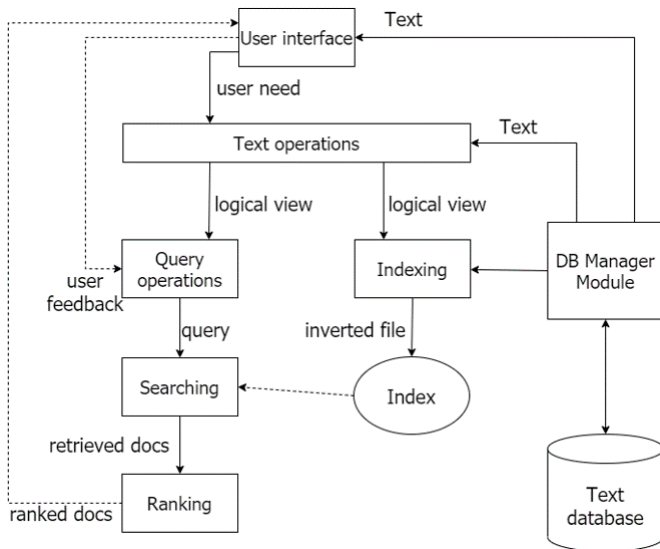 Text
User interface
user need
Text
Text operations
logical view
logical view
Query
operations
Indexing
DB Manager
Module
user
feedback
query
inverted file
Searching
Index
retrieved docs
Ranking
ranked docs
Text
database